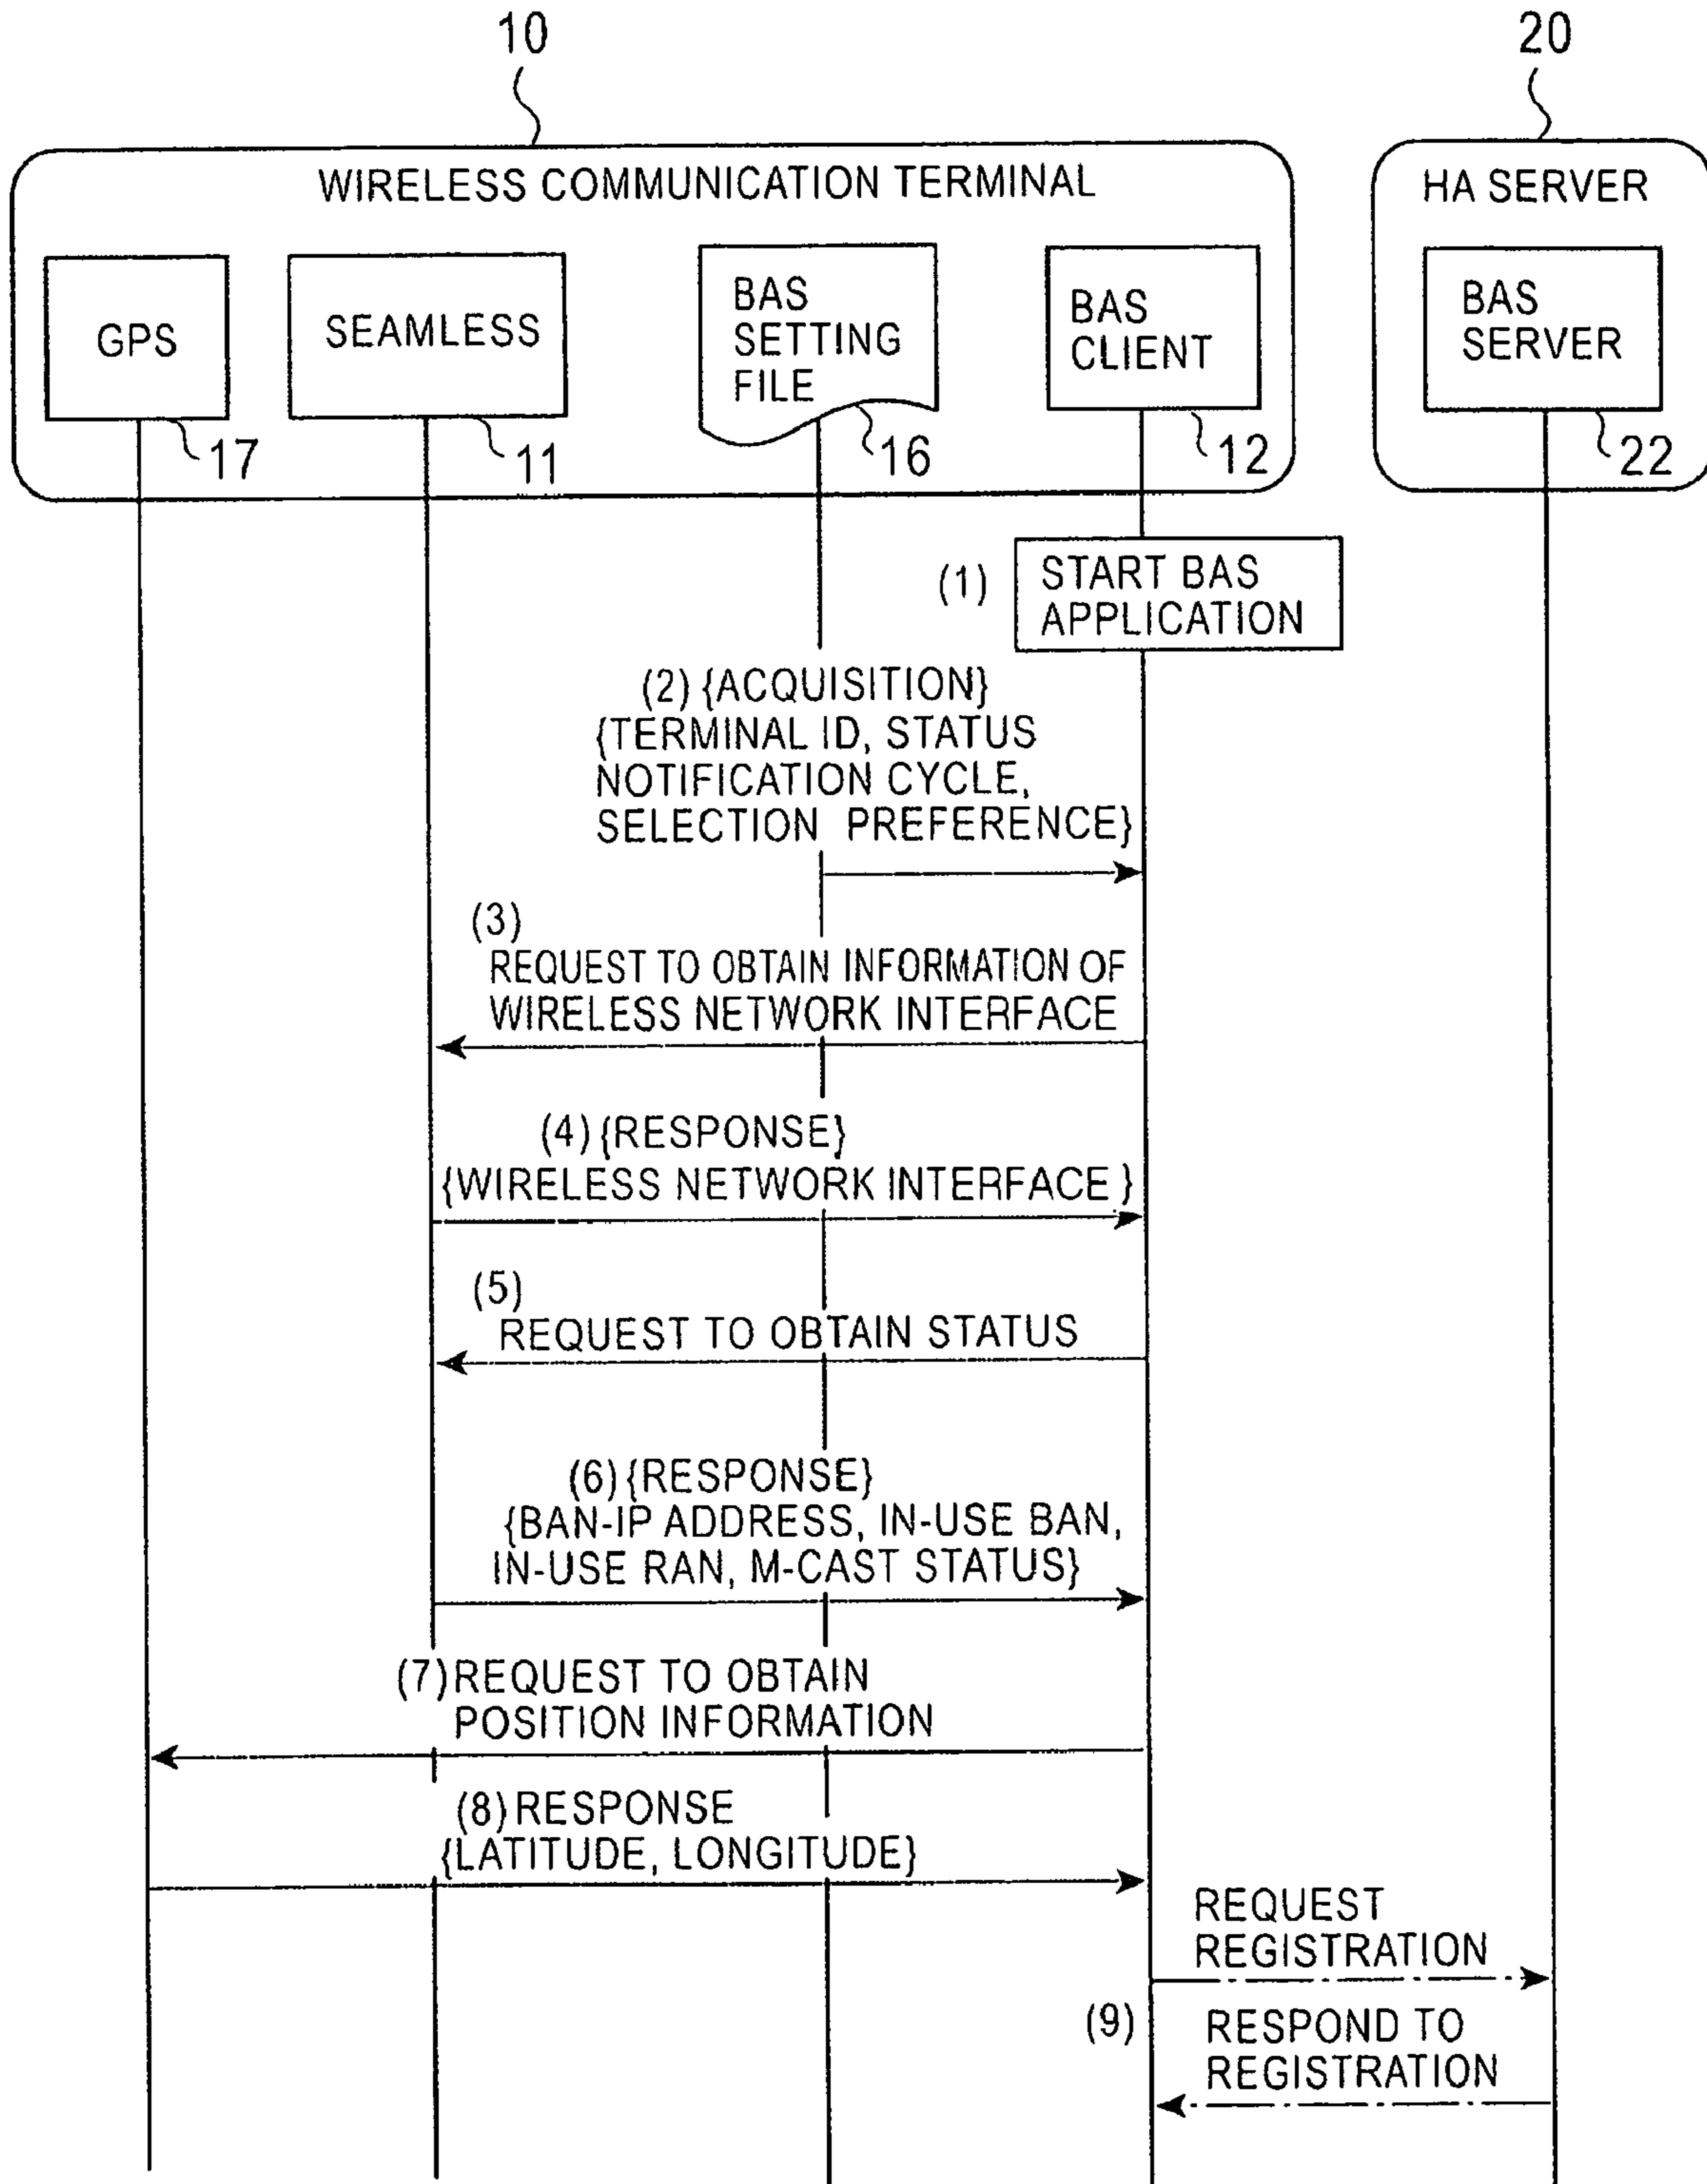 10
20
WIRELESS COMMUNICATION TERMINAL
HA SERVER
GPS
SEAMLESS
BAS
SETTING
FILE
BAS
CLIENT
BAS
SERVER
17
11
16
12
22
(1)
START BAS
APPLICATION
(2) {ACQUISITION}
{TERMINAL ID, STATUS
NOTIFICATION CYCLE,
SELECTION PREFERENCE}
(3)
REQUEST TO OBTAIN INFORMATION OF
WIRELESS NETWORK INTERFACE
(4) {RESPONSE}
{WIRELESS NETWORK INTERFACE }
(5)
REQUEST TO OBTAIN STATUS
(6) {RESPONSE}
{BAN-IP ADDRESS, IN-USE BAN,
IN-USE RAN, M-CAST STATUS}
(7) REQUEST TO OBTAIN
POSITION INFORMATION
(8) RESPONSE
{LATITUDE, LONGITUDE}
REQUEST
REGISTRATION
(9)
RESPOND TO
REGISTRATION